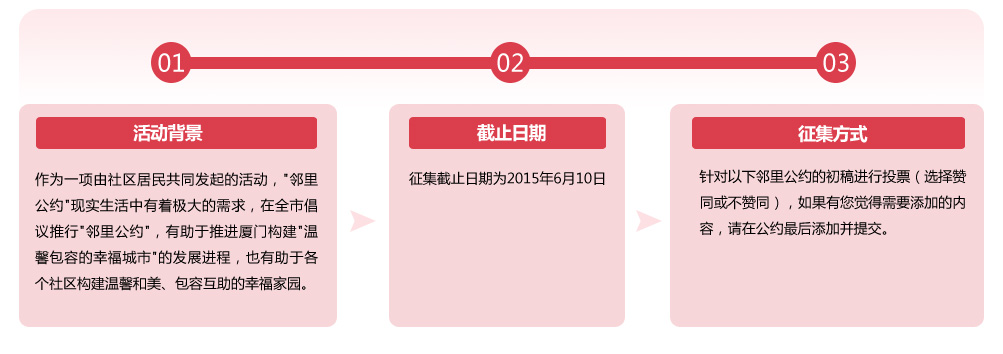 01
02
03
活动背景
作为一项由社区居民共同发起的活动，"邻里
公约"现实生活中有着极大的需求，在全市倡
议推行"邻里公约"，有助于推进厦门构建"温
馨包容的幸福城市"的发展进程，也有助于各
个社区构建温馨和美、包容互助的幸福家园。
截止日期
征集截止日期为2015年6月10日
征集方式
针对以下邻里公约的初稿进行投票（选择赞
同或不赞同），如果有您觉得需要添加的内
容，请在公约最后添加并提交。